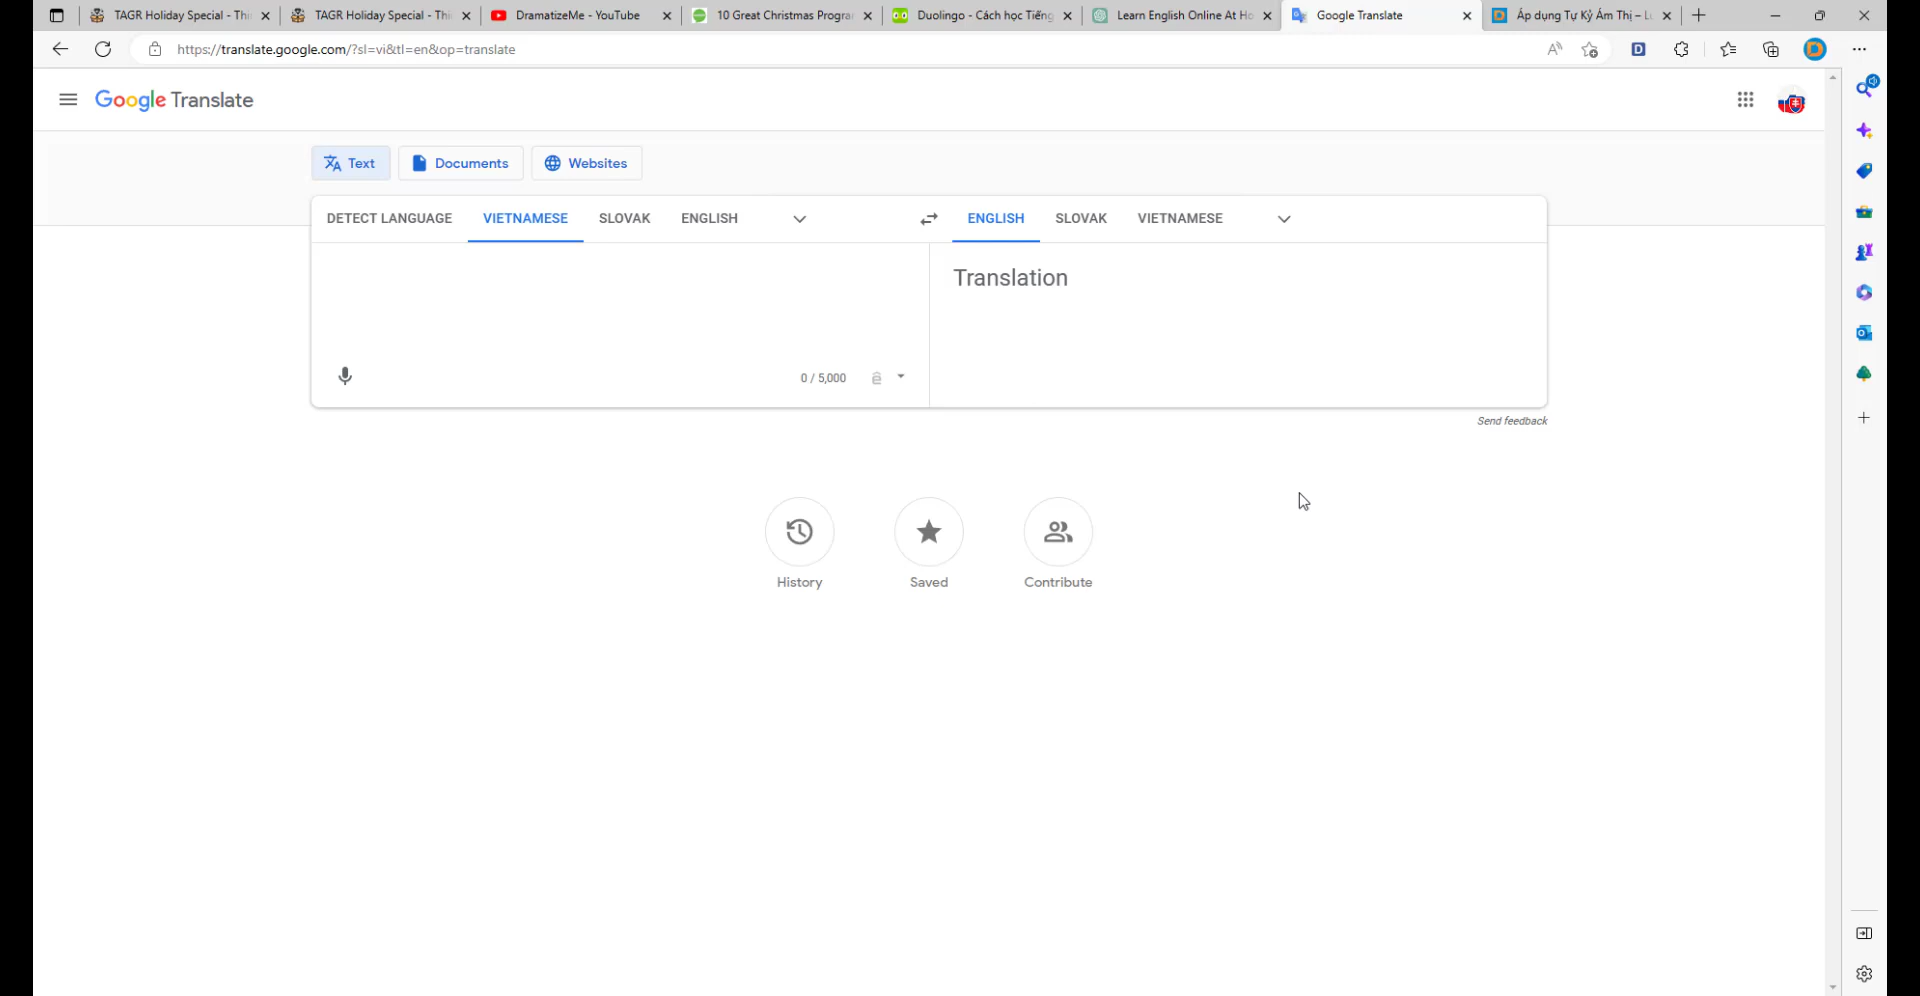 TAGR Holiday Special - Thi
TAGR Holiday Special - Thi
DramatizeMe - YouTube
10 Great Christmas Progra
Duolingo - Cách học Tiếng
Learn English Online At Ho
Google Translate
Áp dụng Tự Kỷ Ám Thị – L
https://translate.google.com/?sl=vi&tl=en&op=translate
Google Translate
Text
Documents
Websites
DETECT LANGUAGE
VIETNAMESE
SLOVAK
ENGLISH
ENGLISH
SLOVAK
VIETNAMESE
Translation
0 / 5,000
Send feedback
History
Saved
Contribute